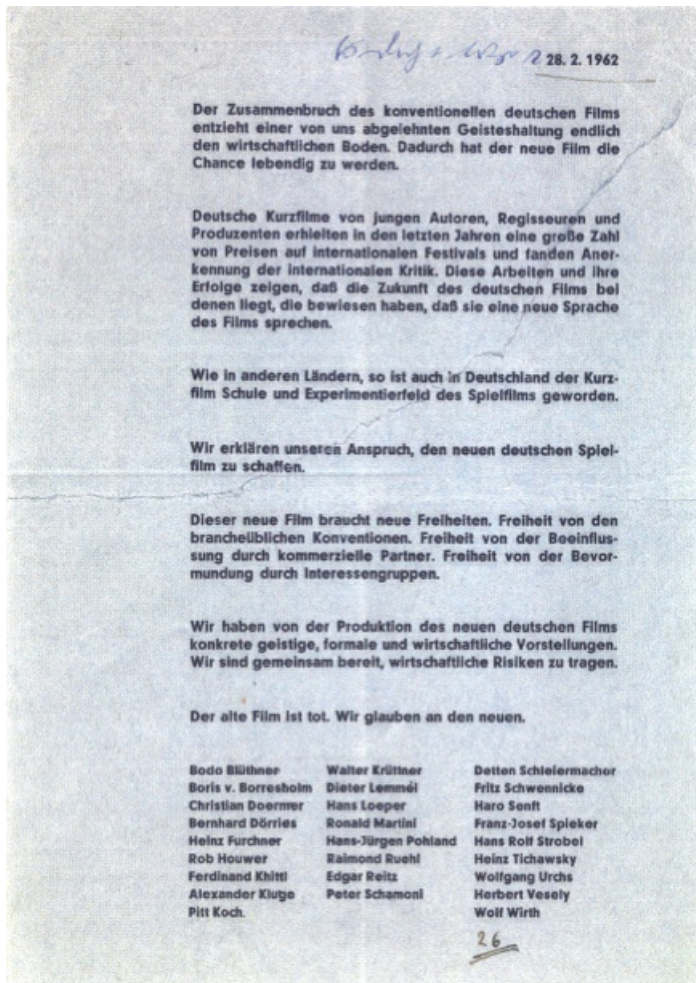 28. 2. 1962
Der Zusammenbruch des konventionellen deutschen Films
entzieht einer von uns abgelehnten Geisteshaltung endlich
den wirtschaftlichen Boden. Dadurch hat der neue Film die
Chance lebendig zu werden.
Deutsche Kurzfilme von jungen Autoren, Regisseuren und
Produzenten erhielten in den letzten Jahren eine große Zahl
von Preisen auf internationalen Festivals und fanden Aner-
kennung der internationalen Kritik. Diese Arbeiten und ihre
Erfolge zeigen, daß die Zukunft des deutschen Films bei
denen liegt, die bewiesen haben, daß sie eine neue Sprache
des Films sprechen.
Wie in anderen Ländern, so ist auch in Deutschland der Kurz-
film Schule und Experimentierfeld des Spielfilms geworden.
Wir erklären unseren Anspruch, den neuen deutschen Spiel-
film zu schaffen.
Dieser neue Film braucht neue Freiheiten. Freiheit von den
brancheüblichen Konventionen. Freiheit von der Beeinflus-
sung durch kommerzielle Partner. Freiheit von der Bevor-
mundung durch Interessengruppen.
Wir haben von der Produktion des neuen deutschen Films
konkrete geistige, formale und wirtschaftliche Vorstellungen.
Wir sind gemeinsam bereit, wirtschaftliche Risiken zu tragen.
Der alte Film ist tot. Wir glauben an den neuen.
Bodo Blüthner
Boris v. Borresholm
Christian Doermer
Bernhard Dörries
Heinz Furchner
Rob Houwer
Ferdinand Khittl
Alexander Kluge
Pitt Koch
Walter Krüttner
Dieter Lemmel
Hans Loeper
Ronald Martini
Hans-Jürgen Pohland
Raimond Ruehl
Edgar Reitz
Peter Schamoni
Detten Schleiermacher
Fritz Schwennicke
Haro Senft
Franz-Josef Spieker
Hans Rolf Strobel
Heinz Tichawsky
Wolfgang Urchs
Herbert Vesely
Wolf Wirth
26